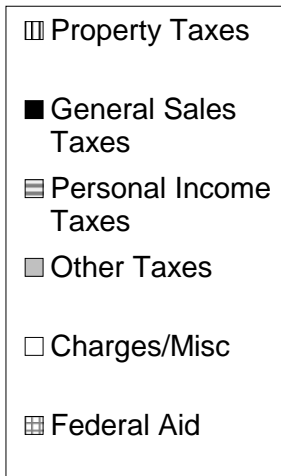 Property Taxes
General Sales
Taxes
Personal Income
Taxes
Other Taxes
Charges/Misc
Federal Aid